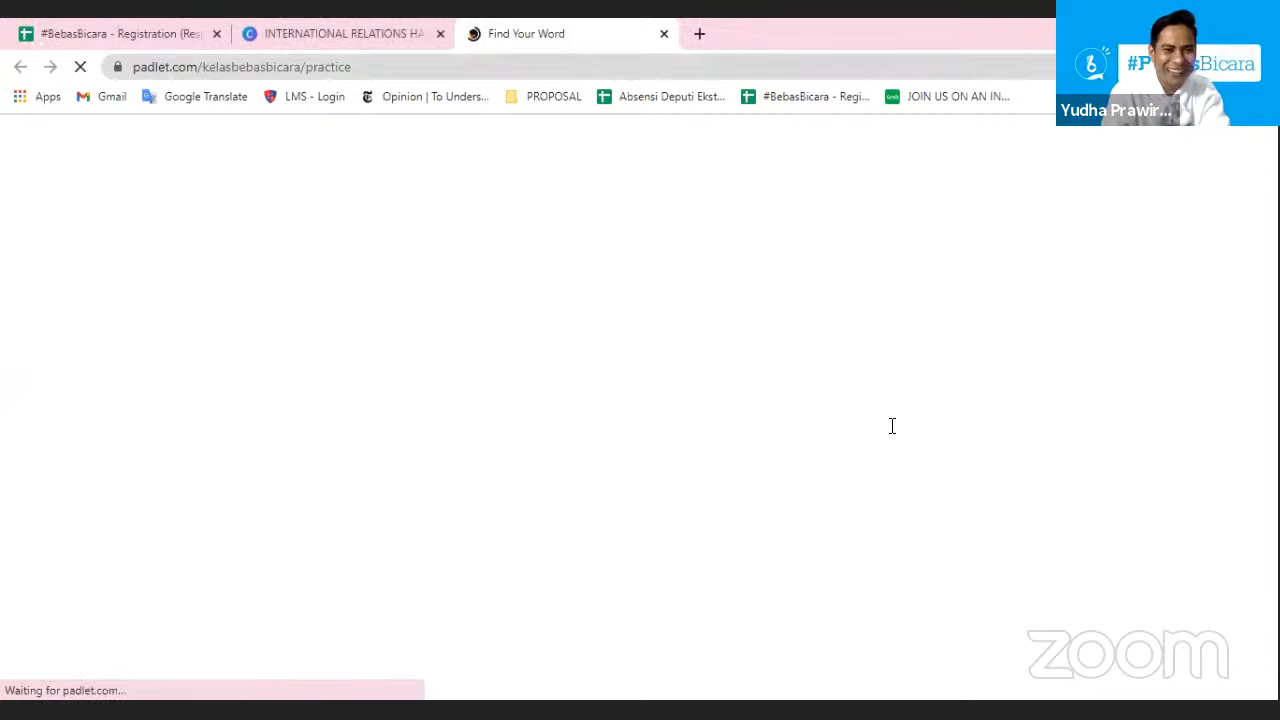 #BebasBicara - Registration (Res
INTERNATIONAL RELATIONS HA
Find Your Word
padlet.com/kelasbebasbicara/practice
Apps
Gmail
Google Translate
LMS - Login
Opinion | To Unders...
PROPOSAL
Absensi Deputi Ekst...
#BebasBicara - Regi...
JOIN US ON AN IN...
Bicara
Yudha Prawir...
zoom
Waiting for padlet.com...